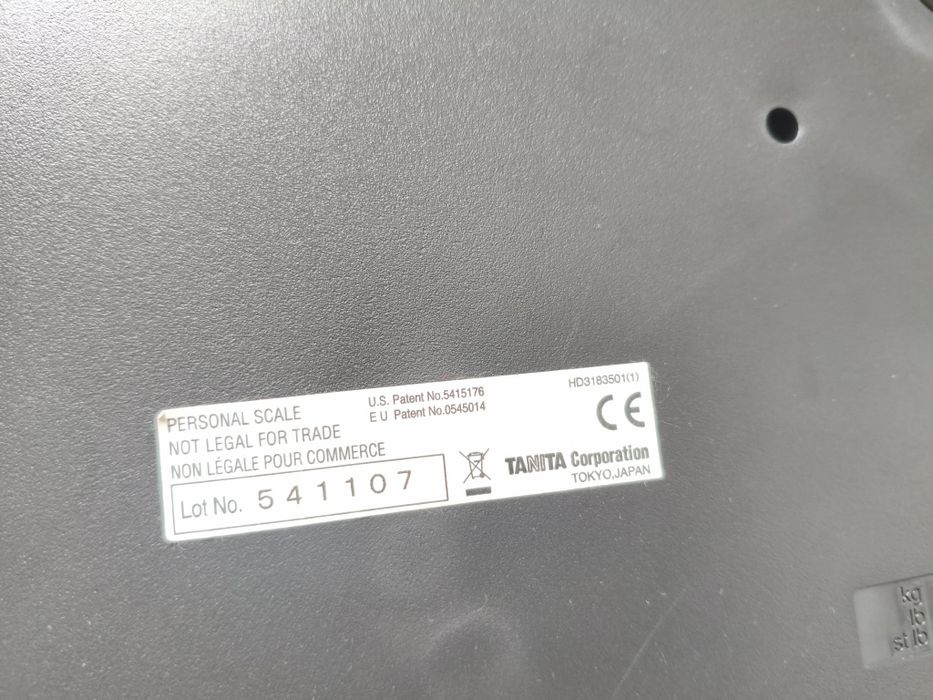 PERSONAL SCALE
NOT LEGAL FOR TRADE
NON LÉGALE POUR COMMERCE
Lot No. 541107
U.S. Patent No.5415176
E U Patent No.0545014
HD3183501(1)
CE
TANITA Corporation
TOKYO,JAPAN
kg
lb
st lb